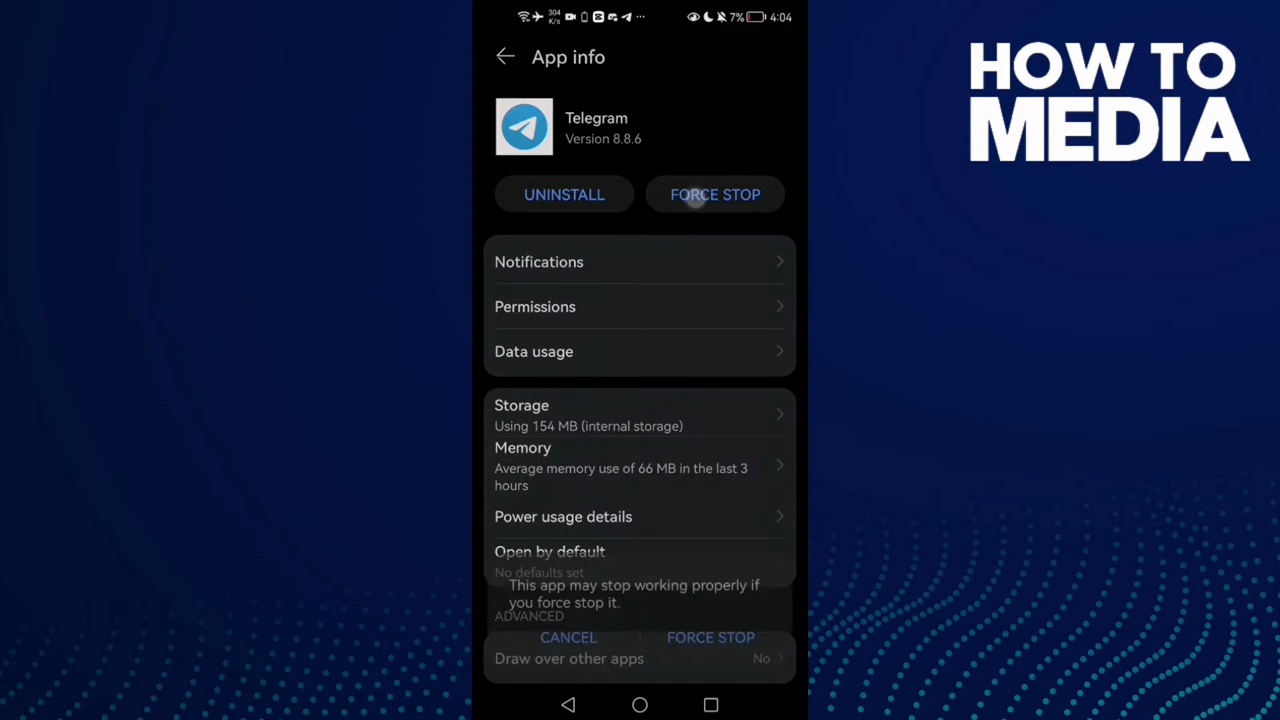 304
K/s
7%
4:04
App info
Telegram
Version 8.8.6
UNINSTALL
FORCE STOP
Notifications
Permissions
Data usage
Storage
Using 154 MB (internal storage)
Memory
Average memory use of 66 MB in the last 3
hours
Power usage details
Open by default
No defaults set
This app may stop working properly if
you force stop it.
ADVANCED
CANCEL
FORCE STOP
Draw over other apps
No
HOW TO
MEDIA